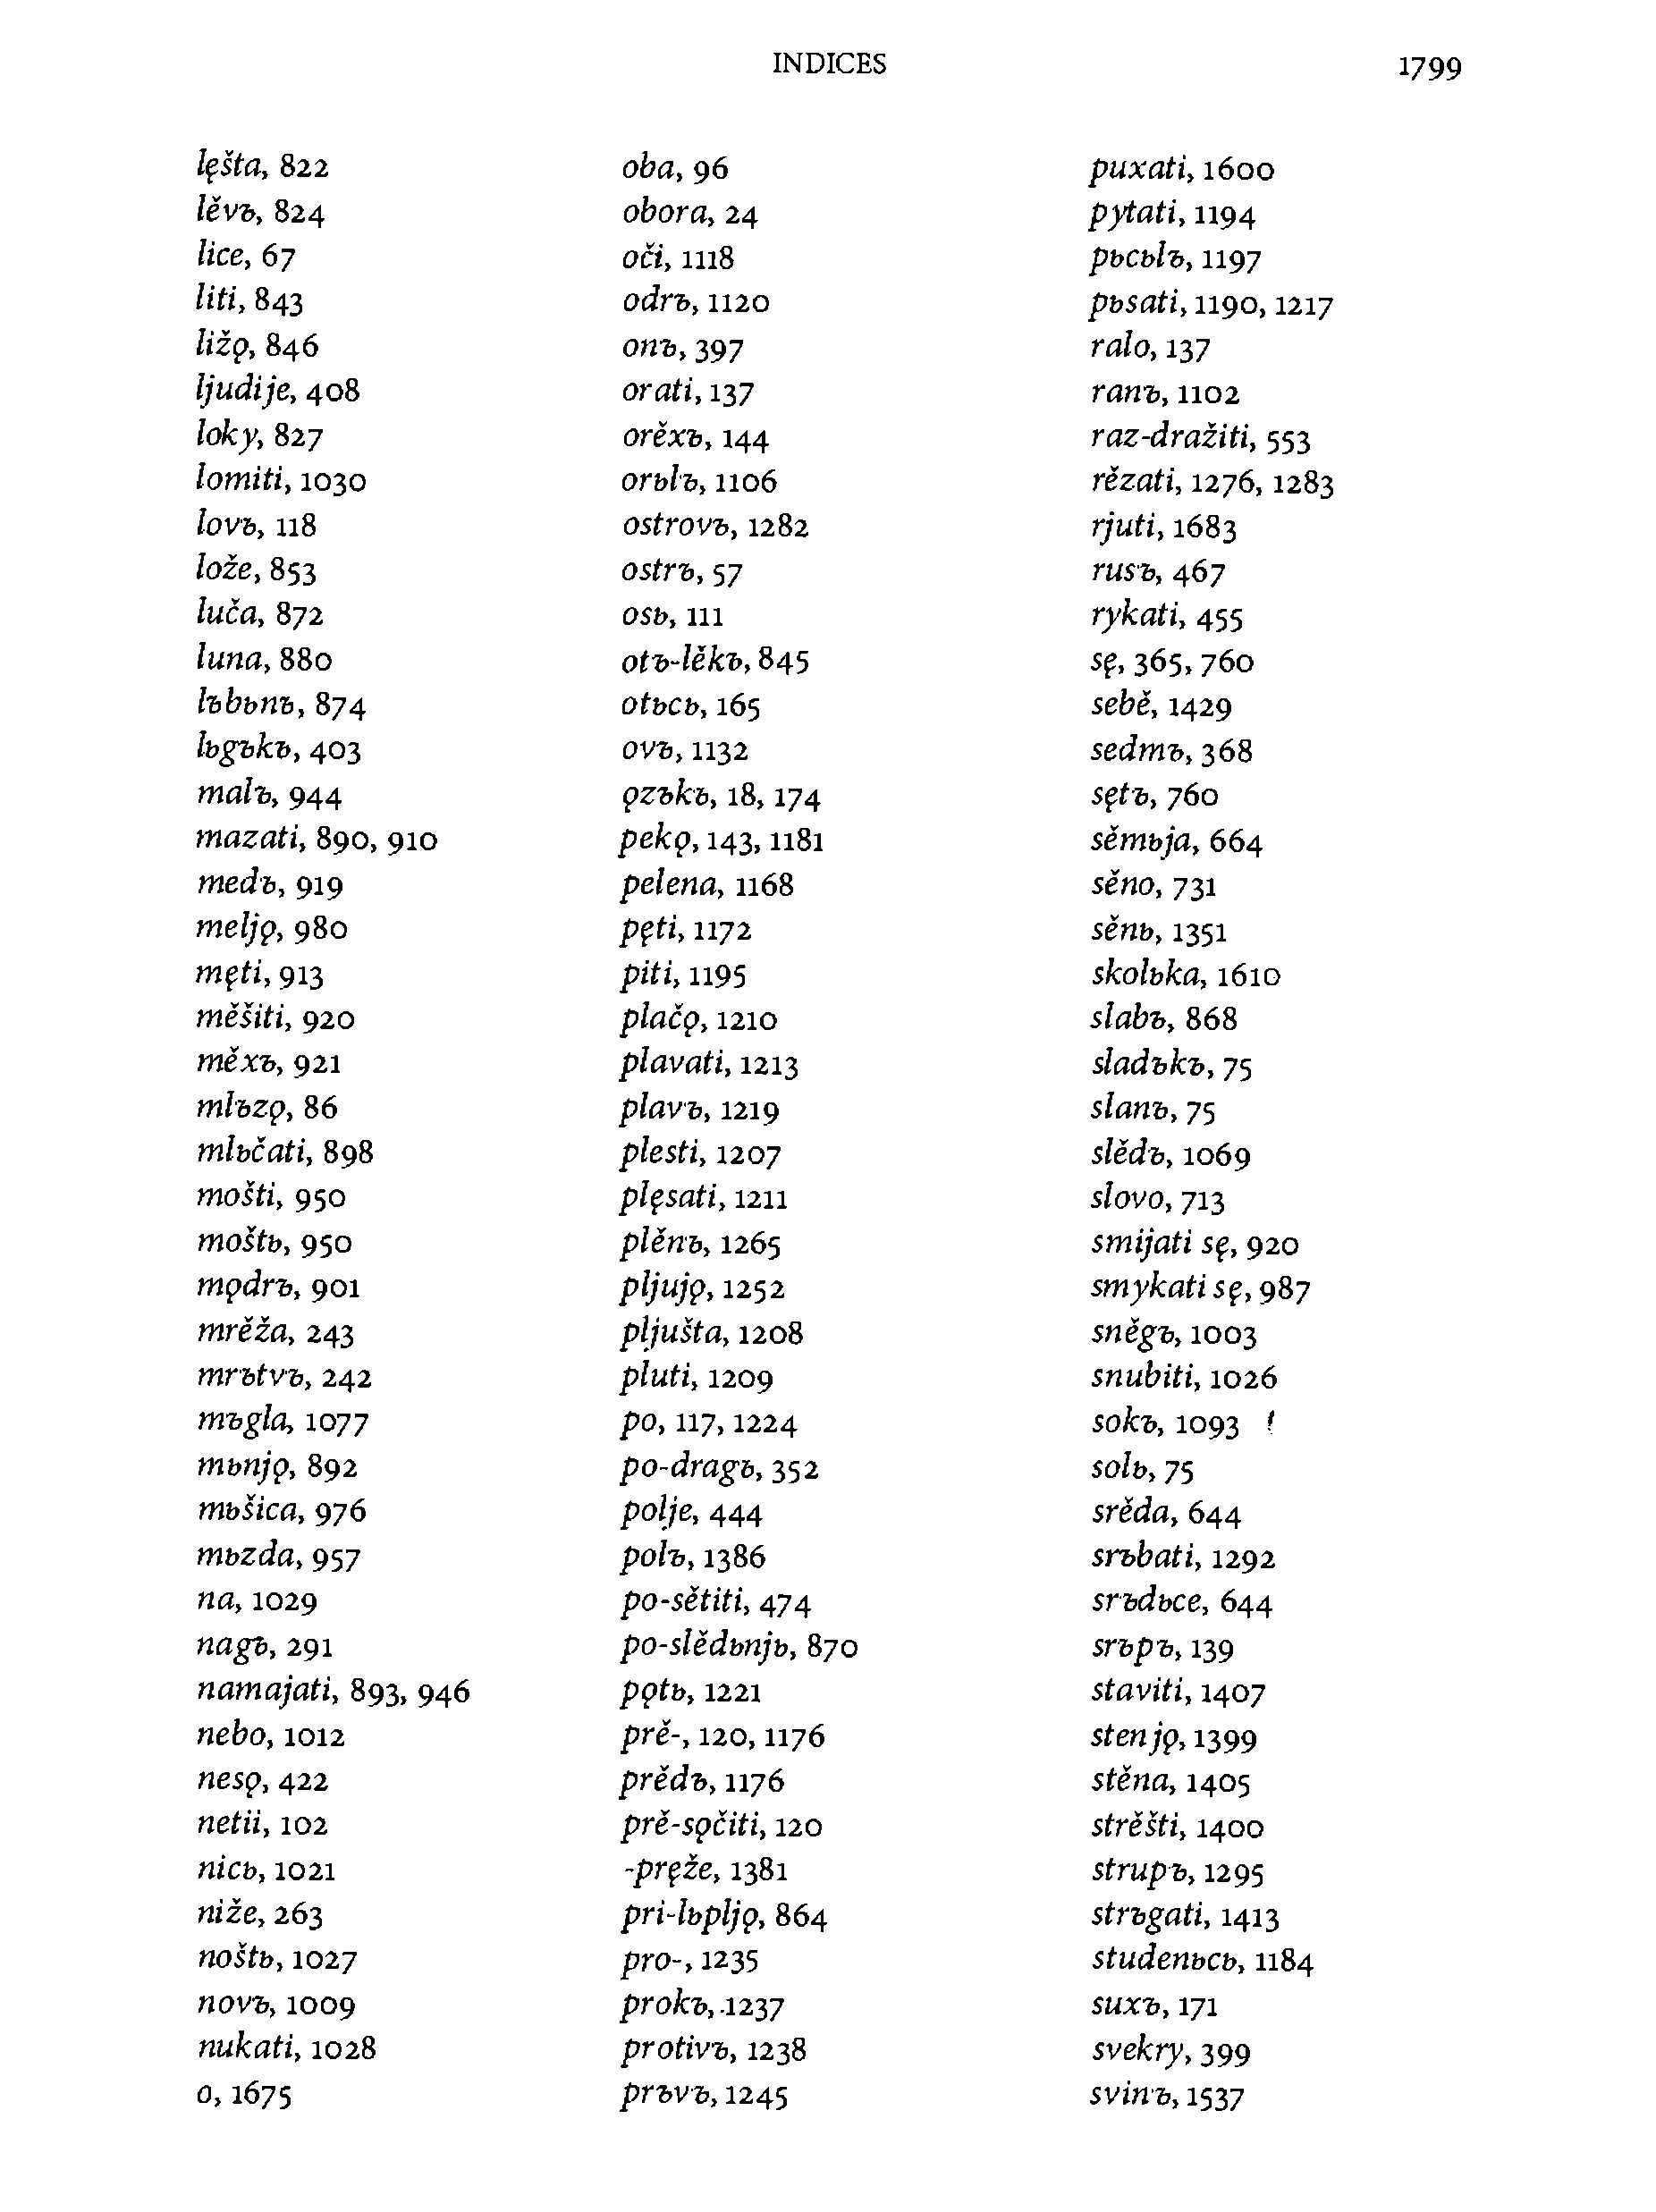 INDICES
1799
lęšta, 822
lěvъ, 824
lice, 67
liti, 843
ližǫ, 846
ljudije, 408
loky, 827
lomiti, 1030
lovъ, 118
lože, 853
luča, 872
luna, 880
lъbьnъ, 874
lьgъkъ, 403
malъ, 944
mazati, 890, 910
medъ, 919
meljǫ, 980
męti, 913
měšiti, 920
měxъ, 921
mlъzǫ, 86
mlьčati, 898
mošti, 950
moštь, 950
mǫdrъ, 901
mrěža, 243
mrъtvъ, 242
mъgla, 1077
mьnjǫ, 892
mъšica, 976
mьzda, 957
na, 1029
nagъ, 291
namajati, 893, 946
nebo, 1012
nesǫ, 422
netii, 102
nicь, 1021
niže, 263
noštь, 1027
novъ, 1009
nukati, 1028
o, 1675
oba, 96
obora, 24
oči, 1118
odrъ, 1120
onъ, 397
orati, 137
orěxъ, 144
orьlъ, 1106
ostrovъ, 1282
ostrъ, 57
osь, 111
otъ-lěkъ, 845
otьcь, 165
ovъ, 1132
ǫzъkъ, 18, 174
pekǫ, 143, 1181
pelena, 1168
pęti, 1172
piti, 1195
plačǫ, 1210
plavati, 1213
plavъ, 1219
plesti, 1207
plęsati, 1211
plěnъ, 1265
pljujǫ, 1252
pljušta, 1208
pluti, 1209
po, 117, 1224
po-dragъ, 352
polje, 444
polъ, 1386
po-sětiti, 474
po-slědьnjь, 870
pǫtь, 1221
prě-, 120, 1176
prědъ, 1176
prě-sǫčiti, 120
-pręže, 1381
pri-lьpljǫ, 864
pro-, 1235
prokъ, 1237
protivъ, 1238
prъvъ, 1245
puxati, 1600
pytati, 1194
pьcьlъ, 1197
pьsati, 1190, 1217
ralo, 137
ranъ, 1102
raz-dražiti, 553
rězati, 1276, 1283
rjuti, 1683
rusъ, 467
rykati, 455
sę, 365, 760
sebě, 1429
sedmъ, 368
sętъ, 760
sěmьja, 664
sěno, 731
sěnь, 1351
skolьka, 1610
slabъ, 868
sladъkъ, 75
slanъ, 75
slědъ, 1069
slovo, 713
smijati sę, 920
smykati sę, 987
sněgъ, 1003
snubiti, 1026
sokъ, 1093
solь, 75
srěda, 644
srъbati, 1292
srъdьce, 644
srъpъ, 139
staviti, 1407
stenjǫ, 1399
stěna, 1405
strěšti, 1400
strupъ, 1295
strъgati, 1413
studenьcь, 1184
suxъ, 171
svekry, 399
svinъ, 1537